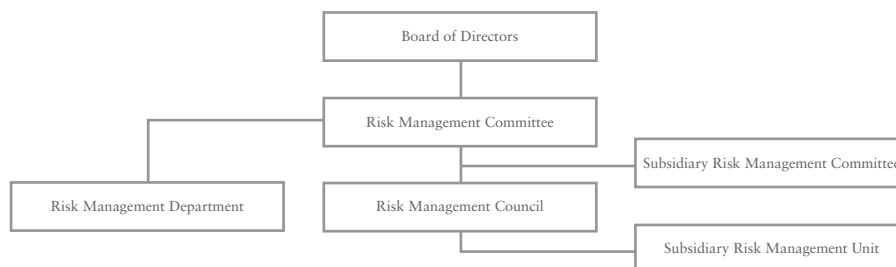 Board of Directors
Risk Management Committee
Subsidiary Risk Management Committee
Risk Management Department
Risk Management Council
Subsidiary Risk Management Unit